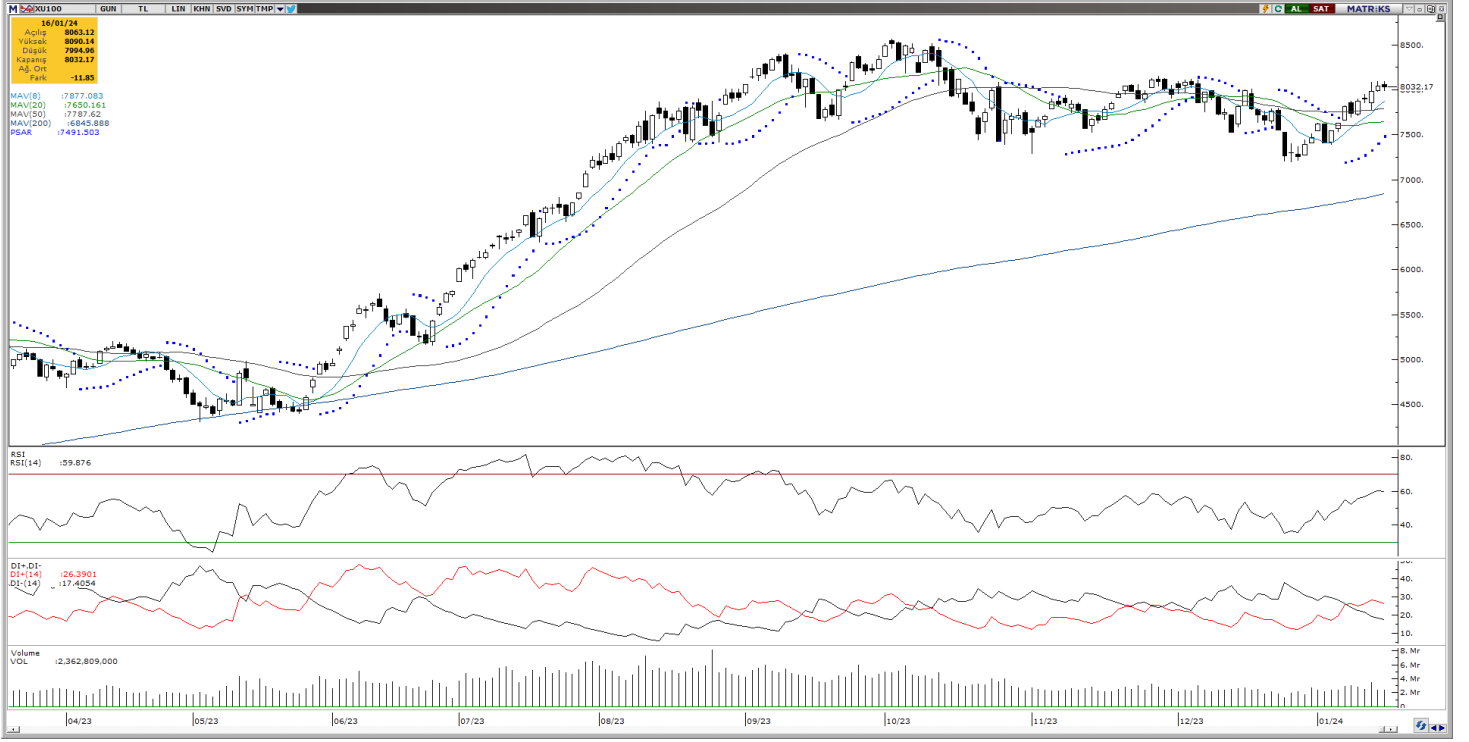 M XU100 GUN TL LIN KHN SVD SYM TMP AL SAT MATRiKS
16/01/24
Açılış 8063.12
Yüksek 8090.14
Düşük 7994.96
Kapanış 8032.17
Ağ. Ort
Fark -11.85
MAV(8) :7877.083
MAV(20) :7650.161
MAV(50) :7787.62
MAV(200) :6845.888
PSAR :7491.503
8500.
8032.17
7500.
7000.
6500.
6000.
5500.
5000.
4500.
RSI
RSI(14) :59.876
80.
60.
40.
DI+,DI-
DI+(14) :26.3901
DI-(14) :17.4054
40.
30.
20.
10.
Volume
VOL :2,362,809,000
8. Mr
6. Mr
4. Mr
2. Mr
0
04/23 05/23 06/23 07/23 08/23 09/23 10/23 11/23 12/23 01/24